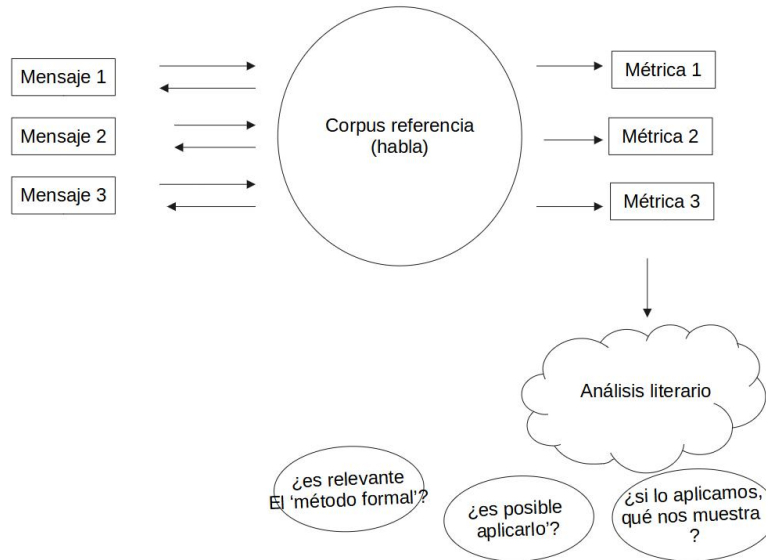 Mensaje 1
Mensaje 2
Mensaje 3
Corpus referencia
(habla)
Métrica 1
Métrica 2
Métrica 3
Análisis literario
¿es relevante
El ‘método formal’?
¿es posible
aplicarlo’?
¿si lo aplicamos,
qué nos muestra
?